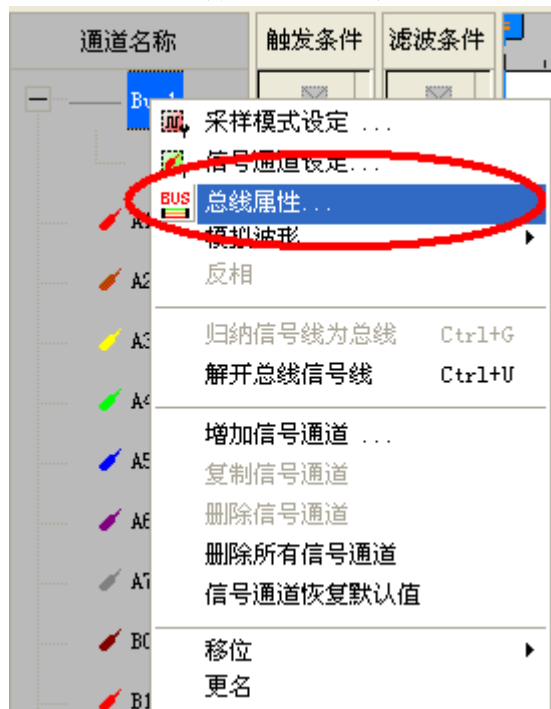 通道名称 触发条件 滤波条件
采样模式设定 ...
信号通道设定...
BUS 总线属性...
A1 模拟波形
A2 反相
A3 归纳信号线为总线 Ctrl+G
解开总线信号线 Ctrl+U
A4
增加信号通道 ...
A5 复制信号通道
A6 删除信号通道
删除所有信号通道
A7 信号通道恢复默认值
B0 移位
B1 更名